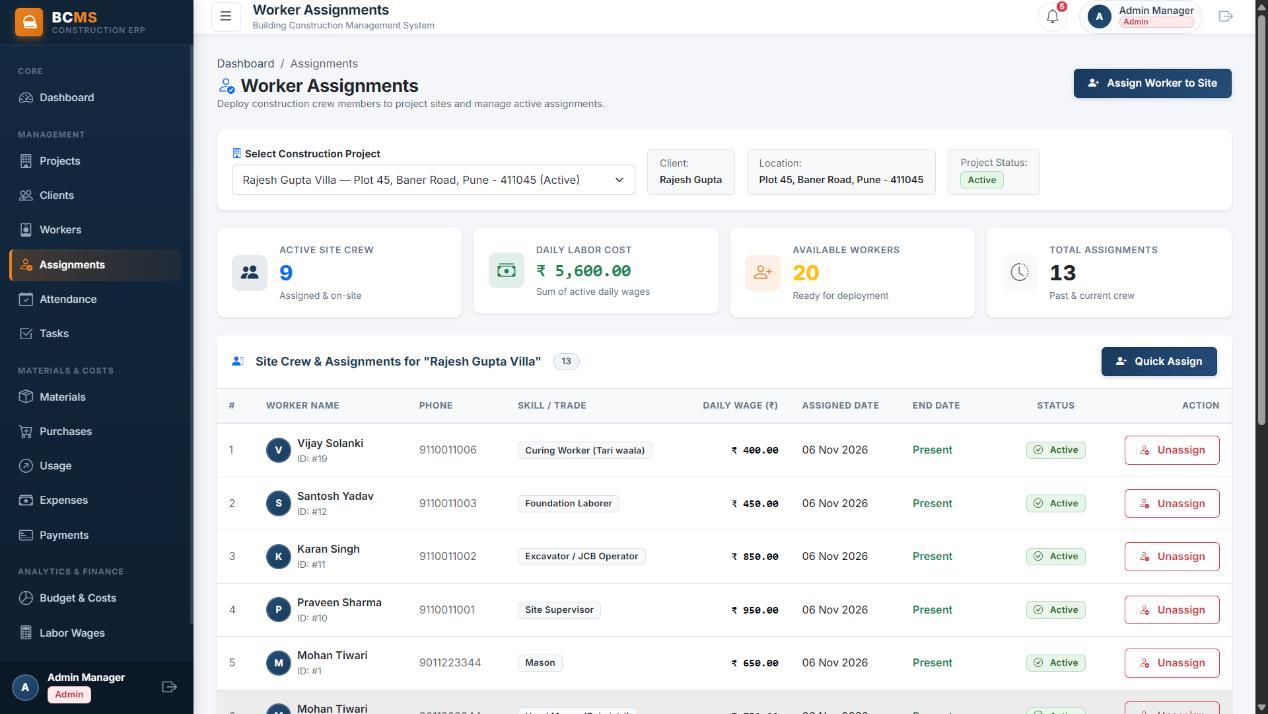 BCMS
CONSTRUCTION ERP
CORE
Dashboard
MANAGEMENT
Projects
Clients
Workers
Assignments
Attendance
Tasks
MATERIALS & COSTS
Materials
Purchases
Usage
Expenses
Payments
ANALYTICS & FINANCE
Budget & Costs
Labor Wages
A Admin Manager
Admin
Worker Assignments
Building Construction Management System
5
A Admin Manager
Admin
Dashboard / Assignments
Worker Assignments
Deploy construction crew members to project sites and manage active assignments.
Assign Worker to Site
Select Construction Project
Rajesh Gupta Villa — Plot 45, Baner Road, Pune - 411045 (Active)
Client:
Rajesh Gupta
Location:
Plot 45, Baner Road, Pune - 411045
Project Status:
Active
ACTIVE SITE CREW
9
Assigned & on-site
DAILY LABOR COST
₹ 5,600.00
Sum of active daily wages
AVAILABLE WORKERS
20
Ready for deployment
TOTAL ASSIGNMENTS
13
Past & current crew
Site Crew & Assignments for "Rajesh Gupta Villa" 13
Quick Assign
# WORKER NAME PHONE SKILL / TRADE DAILY WAGE (₹) ASSIGNED DATE END DATE STATUS ACTION
1 V Vijay Solanki 9110011006 Curing Worker (Tari waala) ₹ 400.00 06 Nov 2026 Present Active Unassign
ID: #19
2 S Santosh Yadav 9110011003 Foundation Laborer ₹ 450.00 06 Nov 2026 Present Active Unassign
ID: #12
3 K Karan Singh 9110011002 Excavator / JCB Operator ₹ 850.00 06 Nov 2026 Present Active Unassign
ID: #11
4 P Praveen Sharma 9110011001 Site Supervisor ₹ 950.00 06 Nov 2026 Present Active Unassign
ID: #10
5 M Mohan Tiwari 9011223344 Mason ₹ 650.00 06 Nov 2026 Present Active Unassign
ID: #1
Mohan Tiwari